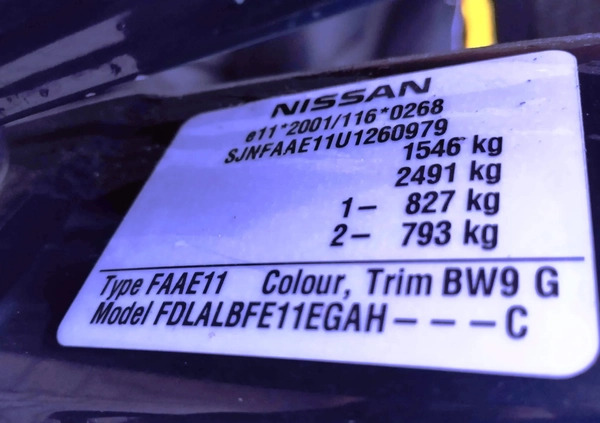 NISSAN
e11*2001/116*0268
SJNFAAE11U1260979
1546 kg
2491 kg
1– 827 kg
2– 793 kg
Type FAAE11 Colour, Trim BW9 G
Model FDLALBFE11EGAH – – – C